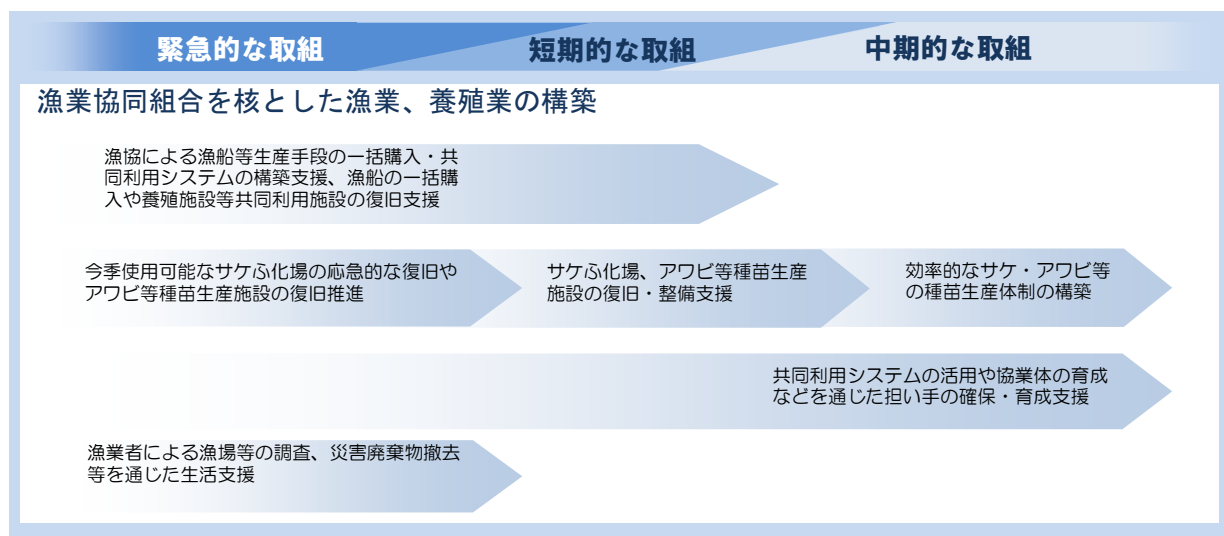 緊急的な取組 短期的な取組 中期的な取組
漁業協同組合を核とした漁業、養殖業の構築
漁協による漁船等生産手段の一括購入・共
同利用システムの構築支援、漁船の一括購
入や養殖施設等共同利用施設の復旧支援
今季使用可能なサケふ化場の応急的な復旧や
アワビ等種苗生産施設の復旧推進
サケふ化場、アワビ等種苗生産
施設の復旧・整備支援
効率的なサケ・アワビ等
の種苗生産体制の構築
共同利用システムの活用や協業体の育成
などを通じた担い手の確保・育成支援
漁業者による漁場等の調査、災害廃棄物撤去
等を通じた生活支援